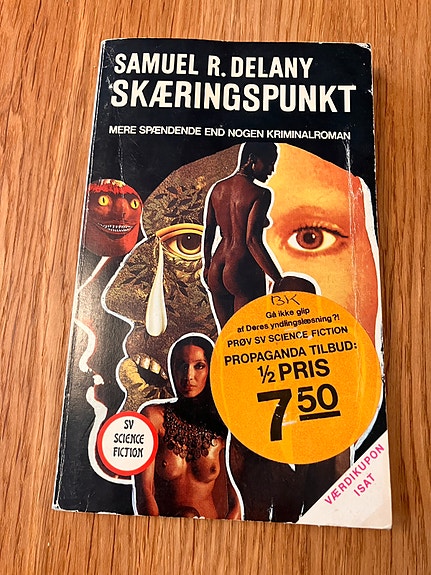 SAMUEL R. DELANY
SKÆRINGSPUNKT
MERE SPÆNDENDE END NOGEN KRIMINALROMAN
BK
Gå ikke glip
af Deres yndlingslæsning?!
PRØV SV SCIENCE FICTION
PROPAGANDA TILBUD:
1/2 PRIS
7 50
SV
SCIENCE
FICTION
VÆRDIKUPON
ISAT